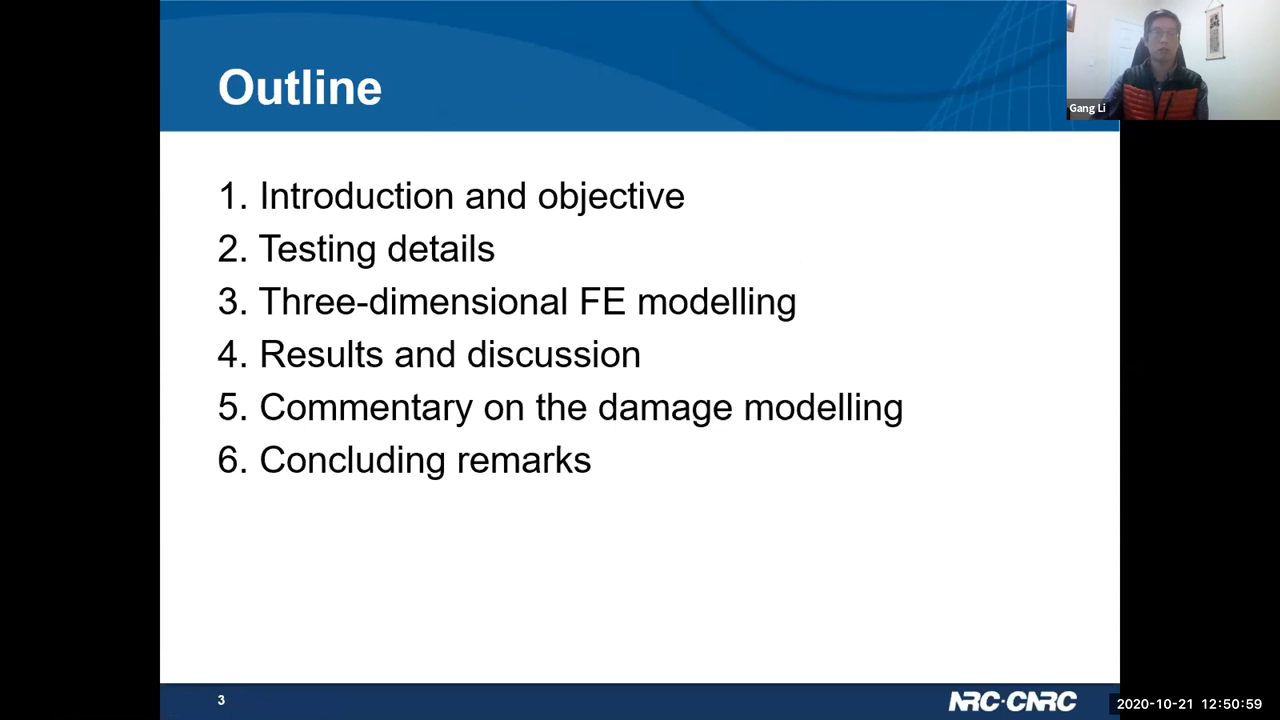 Outline
Gang Li
1. Introduction and objective
2. Testing details
3. Three-dimensional FE modelling
4. Results and discussion
5. Commentary on the damage modelling
6. Concluding remarks
3
NRC·CNRC
2020-10-21 12:50:59